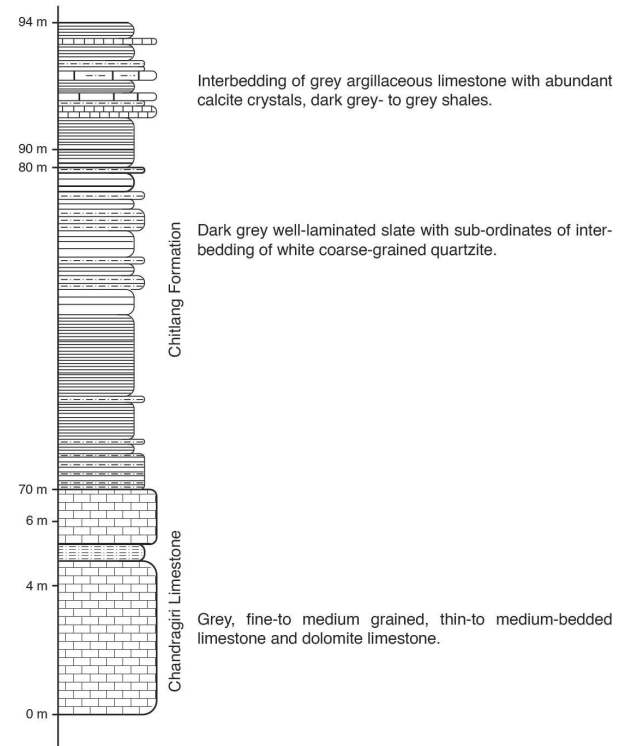 94 m
Interbedding of grey argillaceous limestone with abundant
calcite crystals, dark grey- to grey shales.
90 m
80 m
Dark grey well-laminated slate with sub-ordinates of inter-
bedding of white coarse-grained quartzite.
Chitlang Formation
70 m
6 m
4 m
Chandragiri Limestone
Grey, fine-to medium grained, thin-to medium-bedded
limestone and dolomite limestone.
0 m